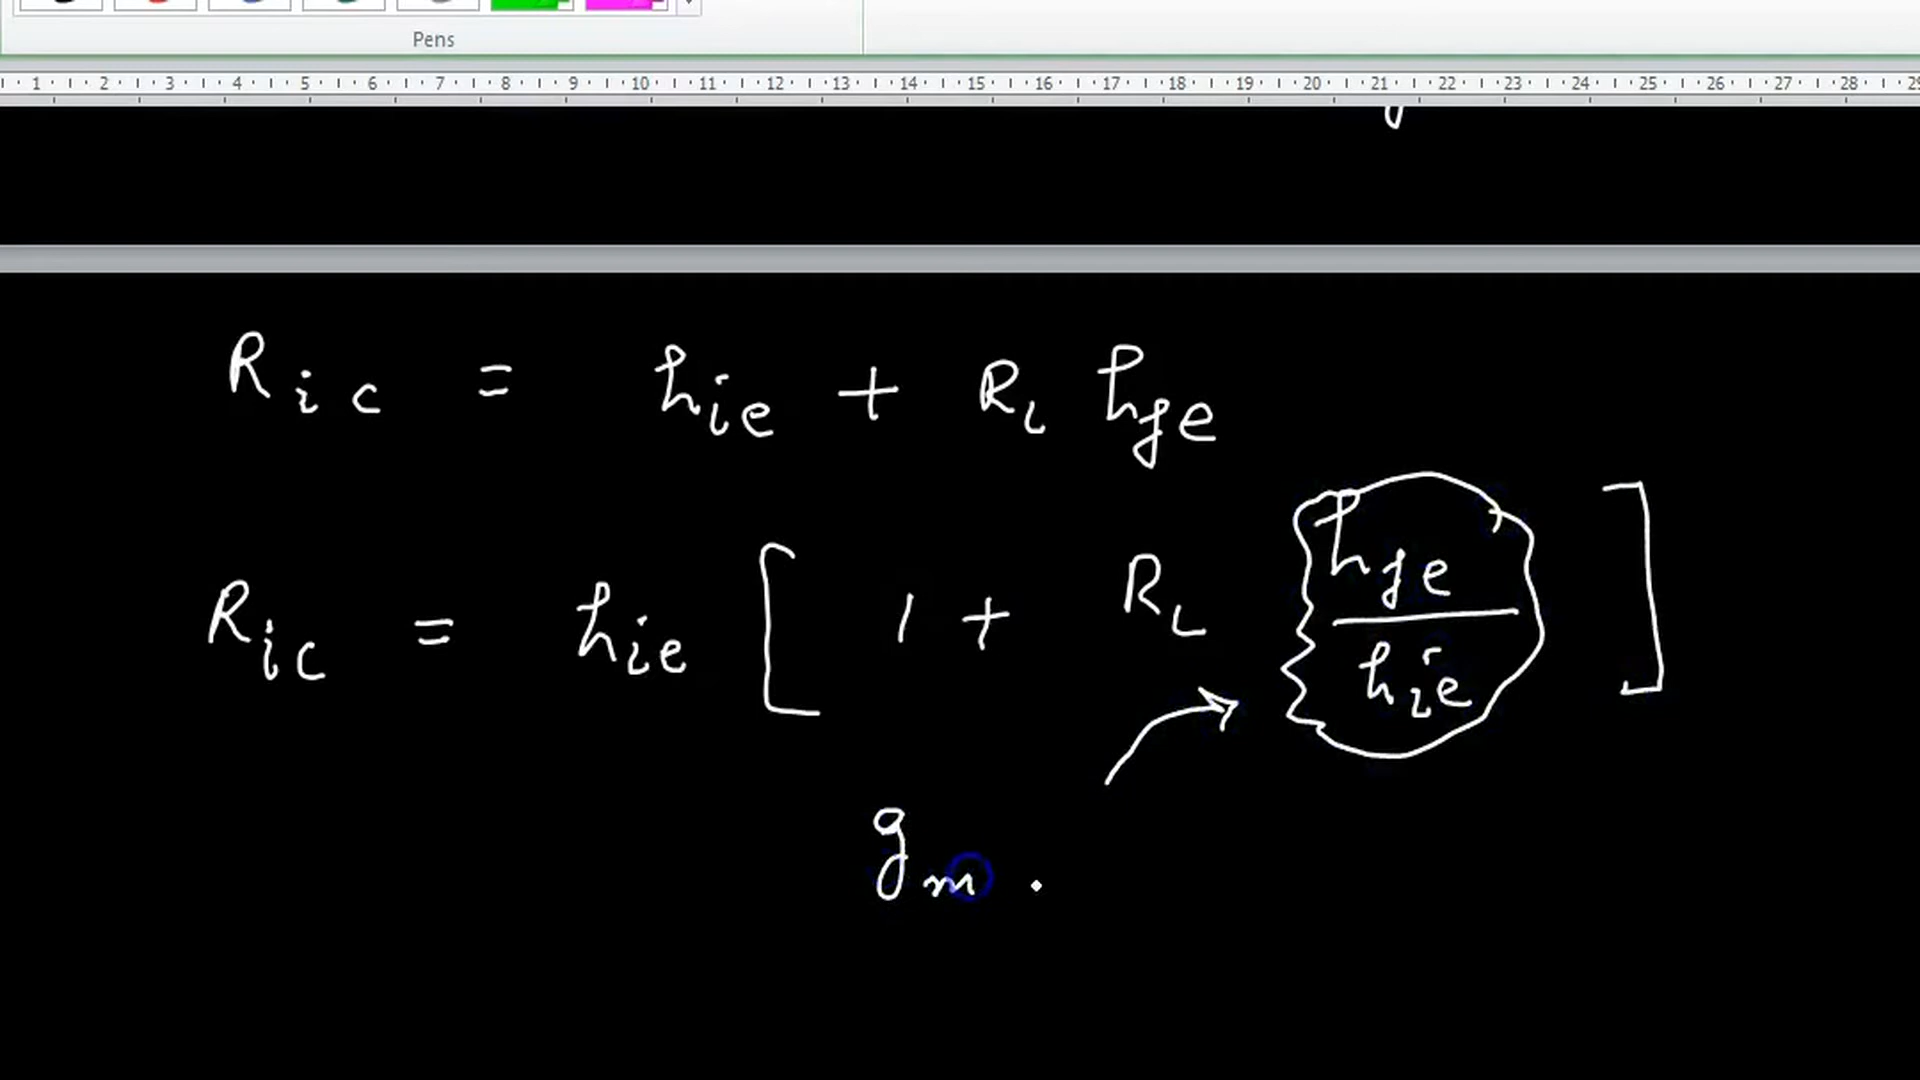 Pens
1 2 3 4 5 6 7 8 9 10 11 12 13 14 15 16 17 18 19 20 21 22 23 24 25 26 27 28 29
Ric = hie + RL hfe
Ric = hie [ 1 + RL hfe / hie ]
gm .